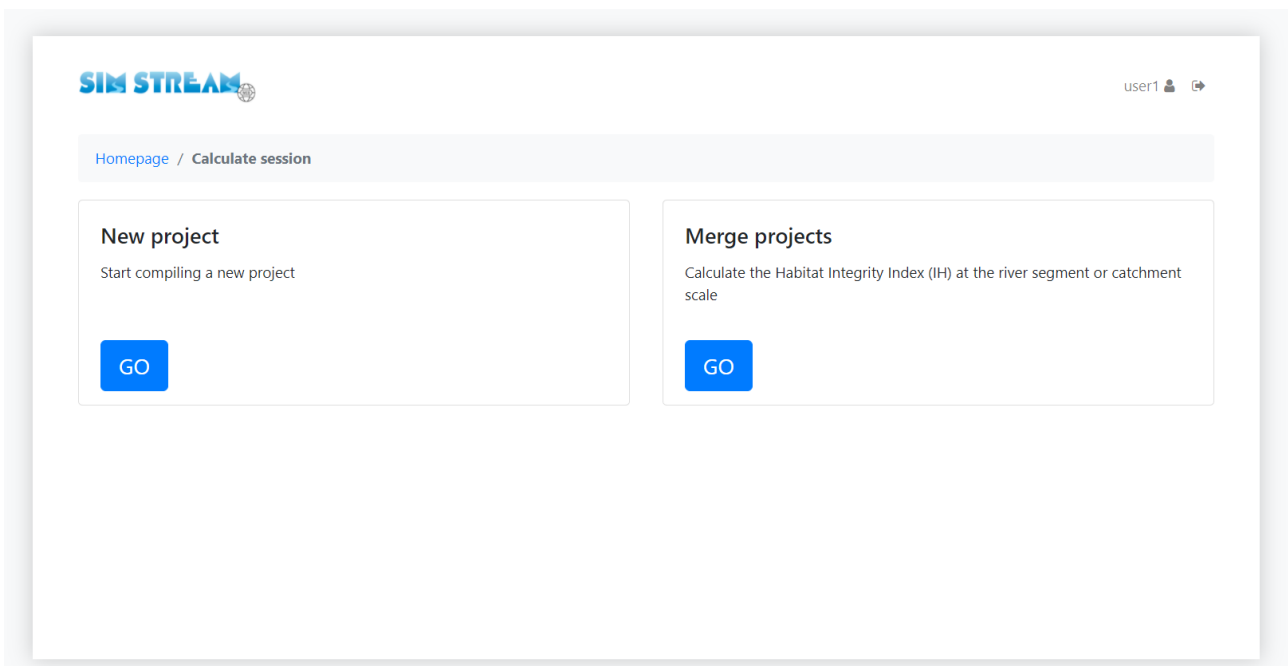 SIM STREAM
user1
Homepage / Calculate session
New project
Start compiling a new project
GO
Merge projects
Calculate the Habitat Integrity Index (IH) at the river segment or catchment
scale
GO